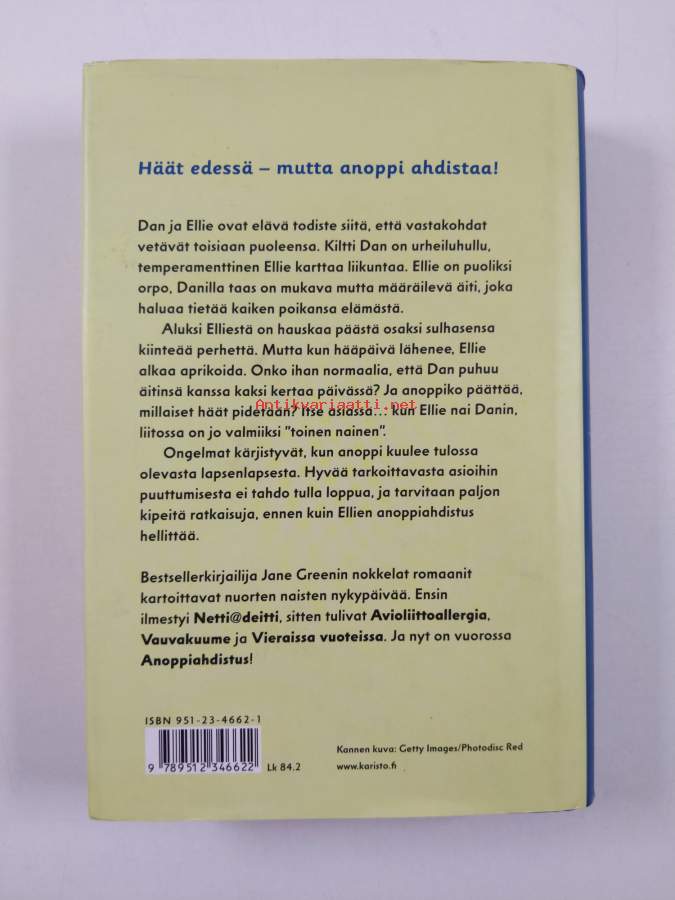 Häät edessä – mutta anoppi ahdistaa!
Dan ja Ellie ovat elävä todiste siitä, että vastakohdat
vetävät toisiaan puoleensa. Kiltti Dan on urheiluhullu,
temperamenttinen Ellie karttaa liikuntaa. Ellie on puoliksi
orpo, Danilla taas on mukava mutta määräilevä äiti, joka
haluaa tietää kaiken poikansa elämästä.
Aluksi Elliestä on hauskaa päästä osaksi sulhasensa
kiinteää perhettä. Mutta kun hääpäivä lähenee, Ellie
alkaa aprikoida. Onko ihan normaalia, että Dan puhuu
äitinsä kanssa kaksi kertaa päivässä? Ja anoppiko päättää,
Antikvariaatti.net
millaiset häät pidetään? Itse asiassa... kun Ellie nai Danin,
liitossa on jo valmiiksi "toinen nainen".
Ongelmat kärjistyvät, kun anoppi kuulee tulossa
olevasta lapsenlapsesta. Hyvää tarkoittavasta asioihin
puuttumisesta ei tahdo tulla loppua, ja tarvitaan paljon
kipeitä ratkaisuja, ennen kuin Ellien anoppiahdistus
hellittää.
Bestsellerkirjailija Jane Greenin nokkelat romaanit
kartoittavat nuorten naisten nykypäivää. Ensin
ilmestyi Netti@deitti, sitten tulivat Avioliittoallergia,
Vauvakuume ja Vieraissa vuoteissa. Ja nyt on vuorossa
Anoppiahdistus!
ISBN 951-23-4662-1
9 789512 346622
Lk 84.2
Kannen kuva: Getty Images/Photodisc Red
www.karisto.fi